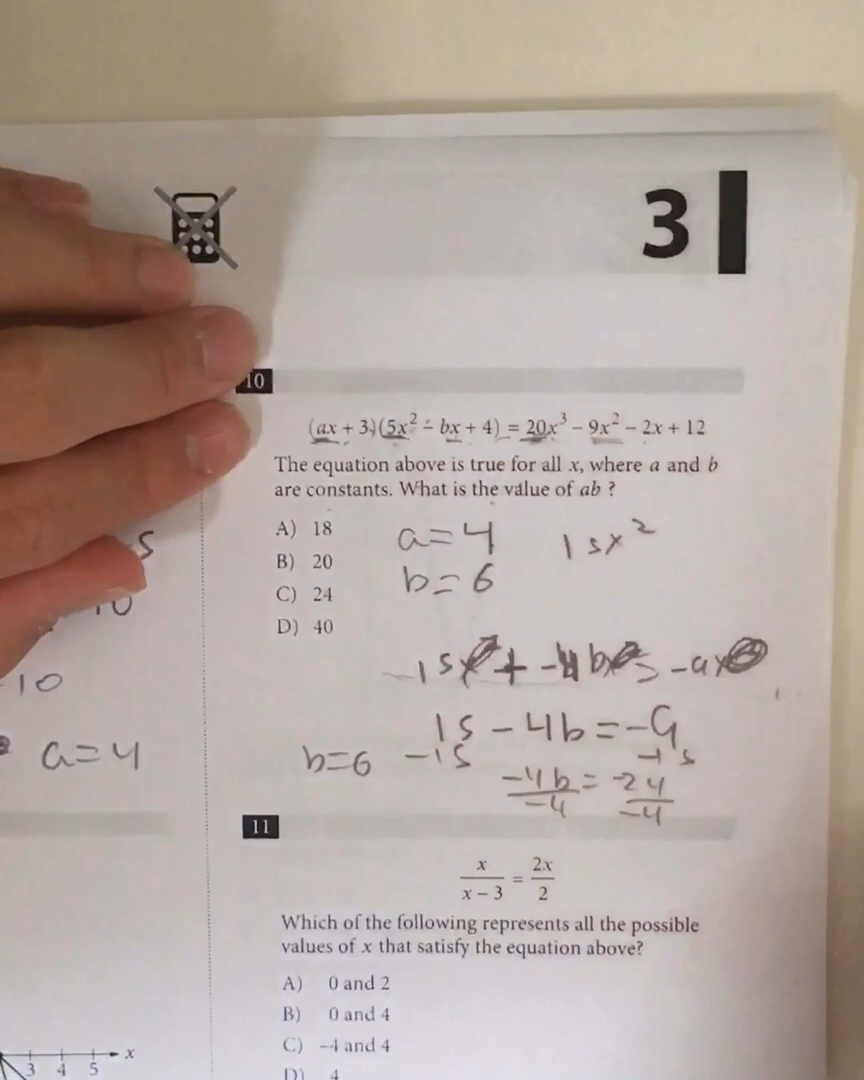 3
10
(ax + 3)(5x² - bx + 4) = 20x³ – 9x² – 2x + 12
The equation above is true for all x, where a and b
are constants. What is the value of ab ?
A) 18
B) 20
C) 24
D) 40
a=4
b=6
15x²
15 - 4b = -9
-15 -15
-4b = -24
-4 -4
b=6
10
-10
a=4
11
x / x – 3 = 2x / 2
Which of the following represents all the possible
values of x that satisfy the equation above?
A) 0 and 2
B) 0 and 4
C) –4 and 4
D) 4
3 4 5 x